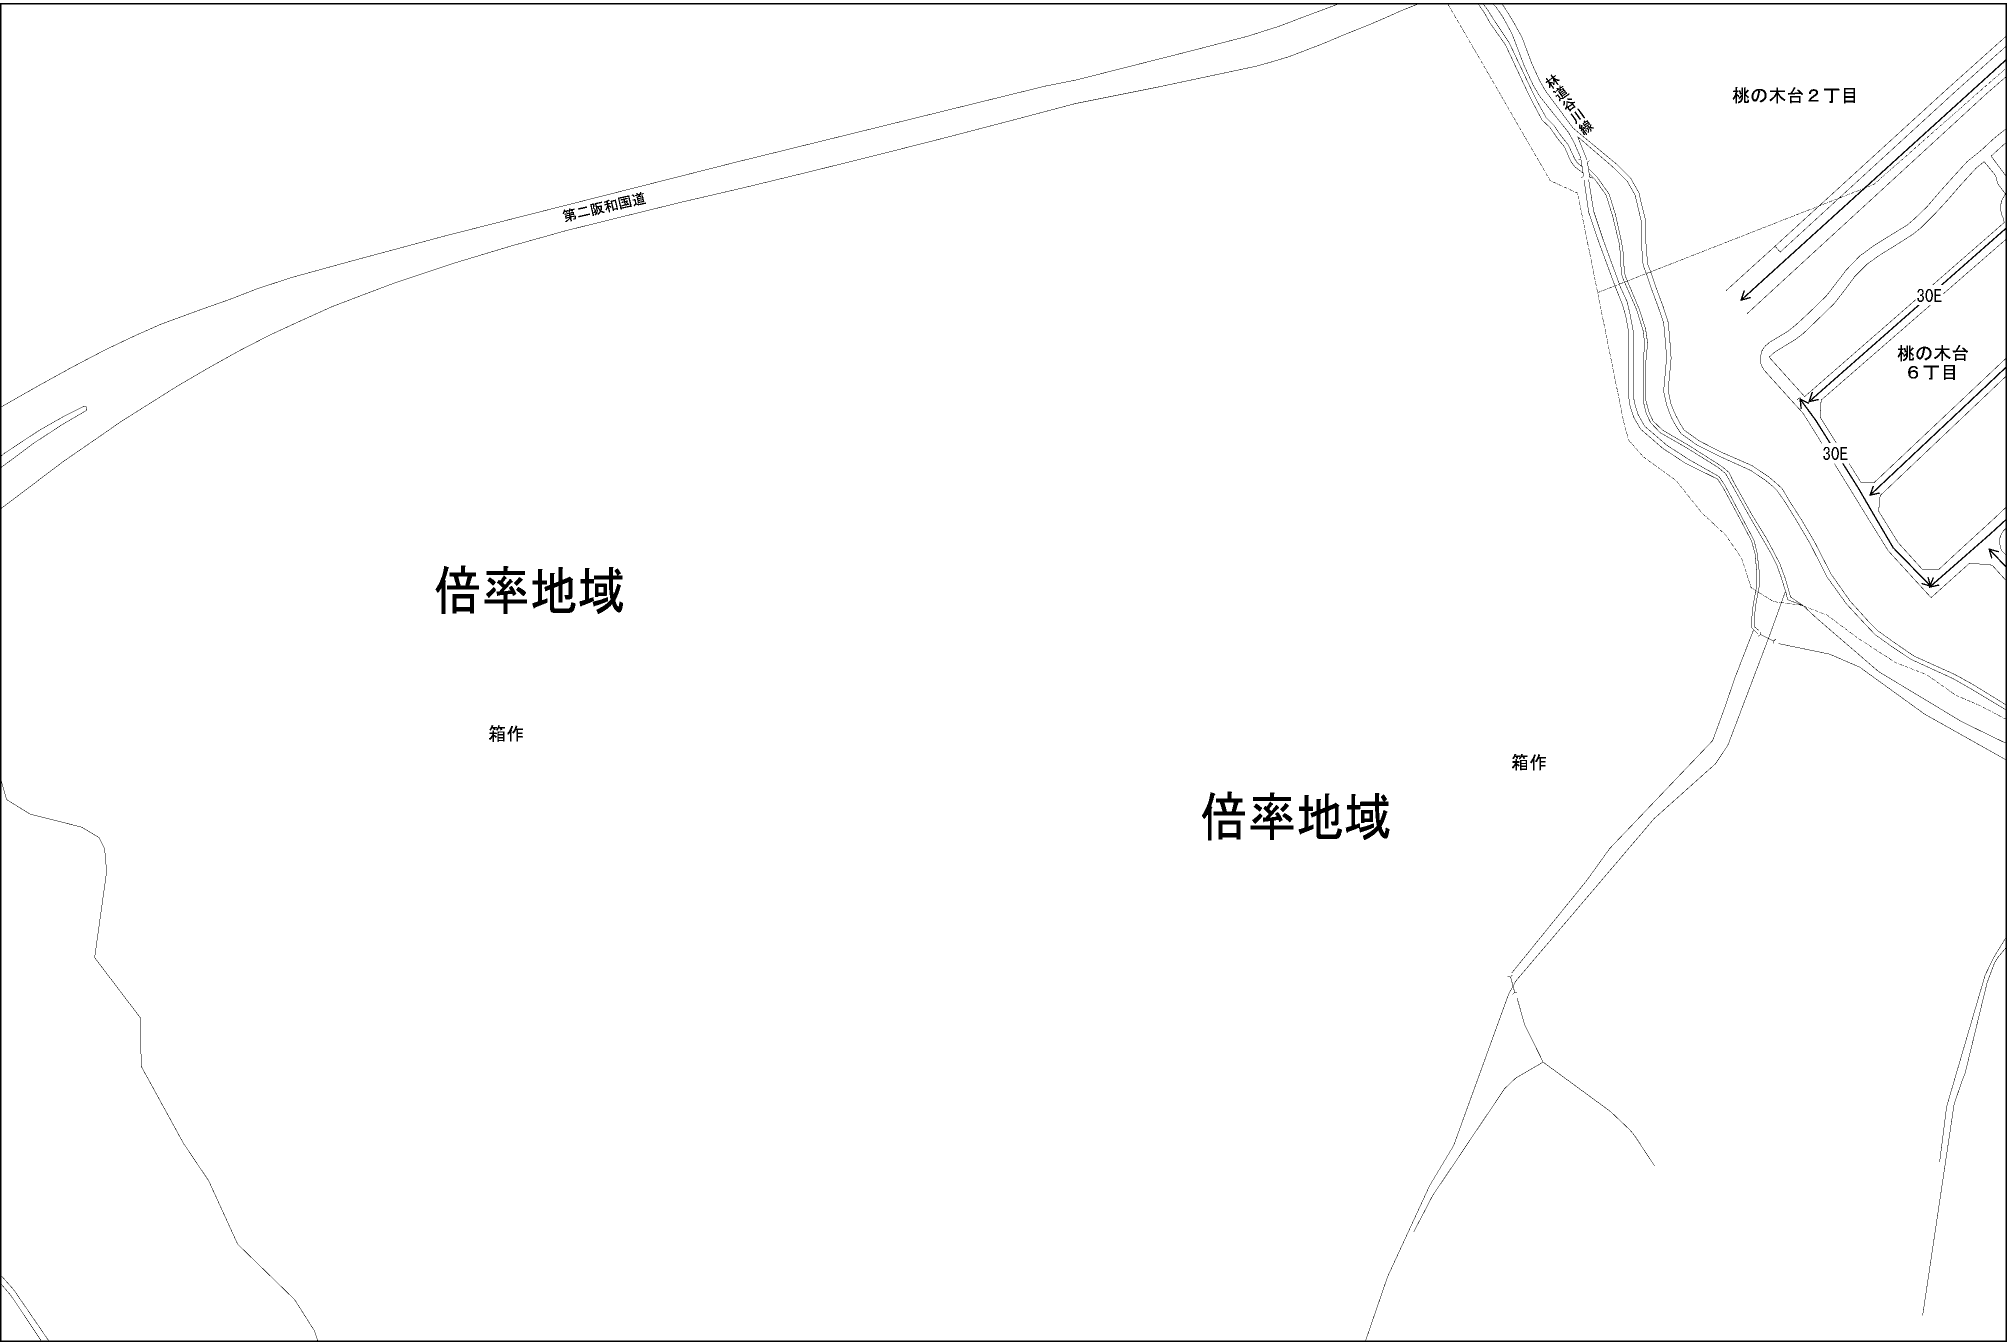 林道谷川線
桃の木台２丁目
第二阪和国道
30E
桃の木台
６丁目
30E
倍率地域
箱作
箱作
倍率地域